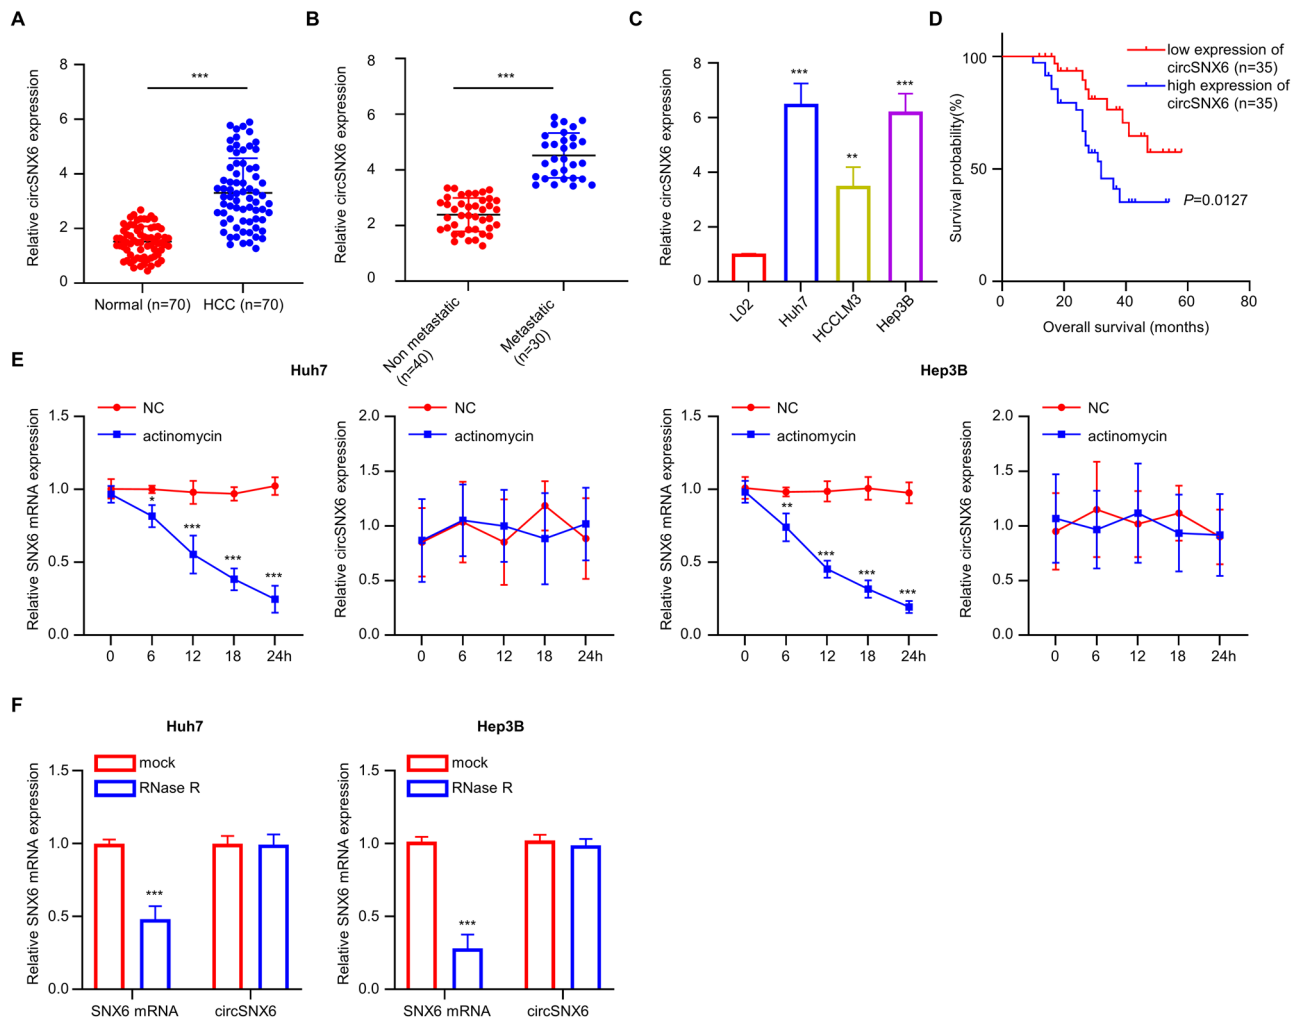 A
Relative circSNX6 expression
8
6
4
2
0
***
Normal (n=70)
HCC (n=70)
B
Relative circSNX6 expression
8
6
4
2
0
***
Non metastatic
(n=40)
Metastatic
(n=30)
C
Relative circSNX6 expression
8
6
4
2
0
***
**
***
L02
Huh7
HCCLM3
Hep3B
D
Survival probability(%)
100
50
0
low expression of
circSNX6 (n=35)
high expression of
circSNX6 (n=35)
P=0.0127
0
20
40
60
80
Overall survival (months)
E
Huh7
Relative SNX6 mRNA expression
1.5
1.0
0.5
0.0
NC
actinomycin
*
***
***
***
0
6
12
18
24h
Relative circSNX6 expression
2.0
1.5
1.0
0.5
0.0
NC
actinomycin
0
6
12
18
24h
Hep3B
Relative SNX6 mRNA expression
1.5
1.0
0.5
0.0
NC
actinomycin
**
***
***
***
0
6
12
18
24h
Relative circSNX6 expression
2.0
1.5
1.0
0.5
0.0
NC
actinomycin
0
6
12
18
24h
F
Huh7
Relative SNX6 mRNA expression
1.5
1.0
0.5
0.0
mock
RNase R
***
SNX6 mRNA
circSNX6
Hep3B
Relative SNX6 mRNA expression
1.5
1.0
0.5
0.0
mock
RNase R
***
SNX6 mRNA
circSNX6